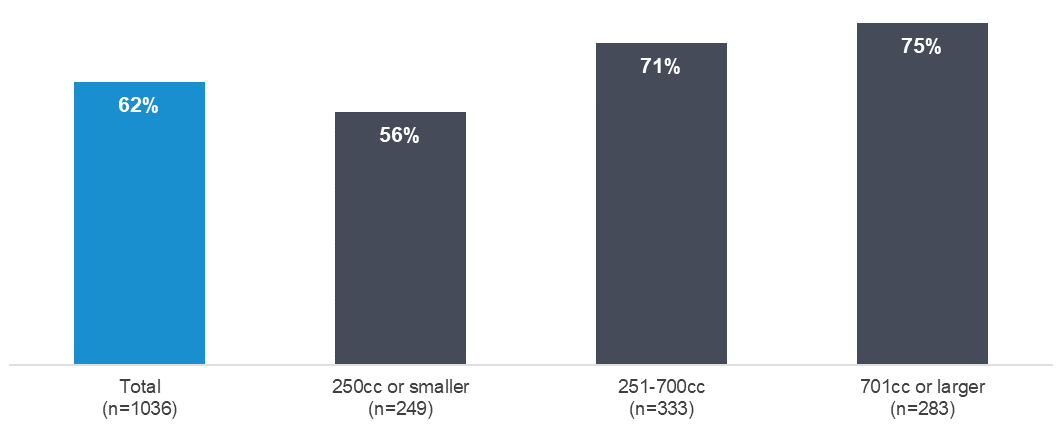 62%
56%
71%
75%
Total
(n=1036)
250cc or smaller
(n=249)
251-700cc
(n=333)
701cc or larger
(n=283)